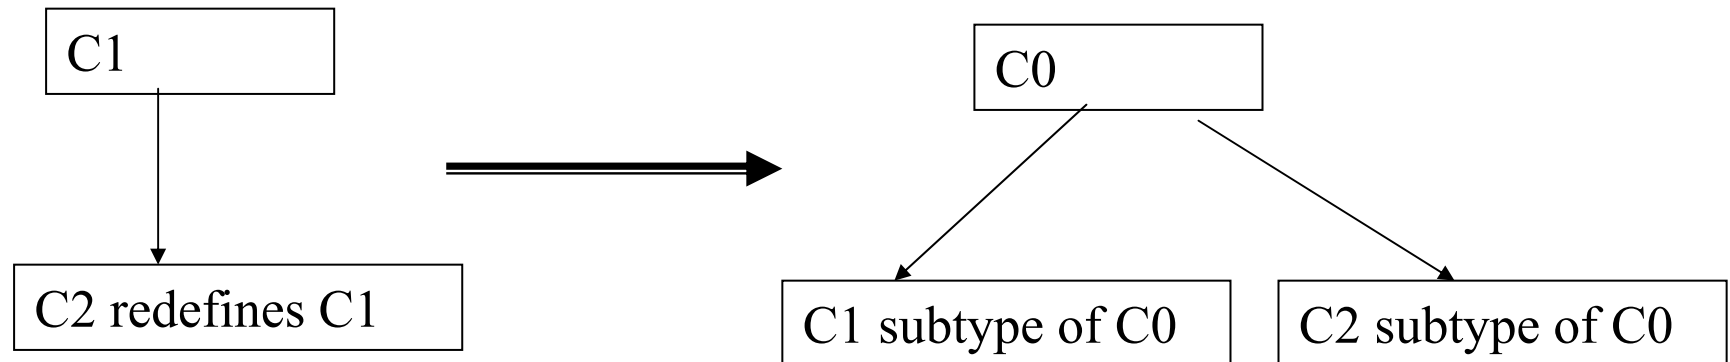 C1
C0
C2 redefines C1
C1 subtype of C0
C2 subtype of C0